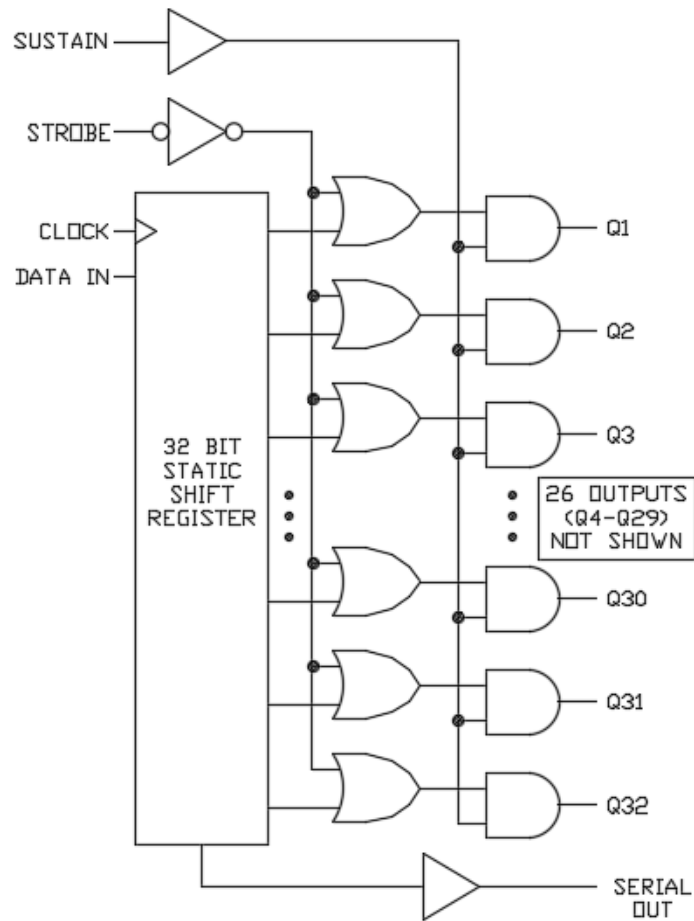 SUSTAIN
STROBE
CLOCK
DATA IN
32 BIT
STATIC
SHIFT
REGISTER
Q1
Q2
Q3
26 OUTPUTS
(Q4-Q29)
NOT SHOWN
Q30
Q31
Q32
SERIAL
OUT